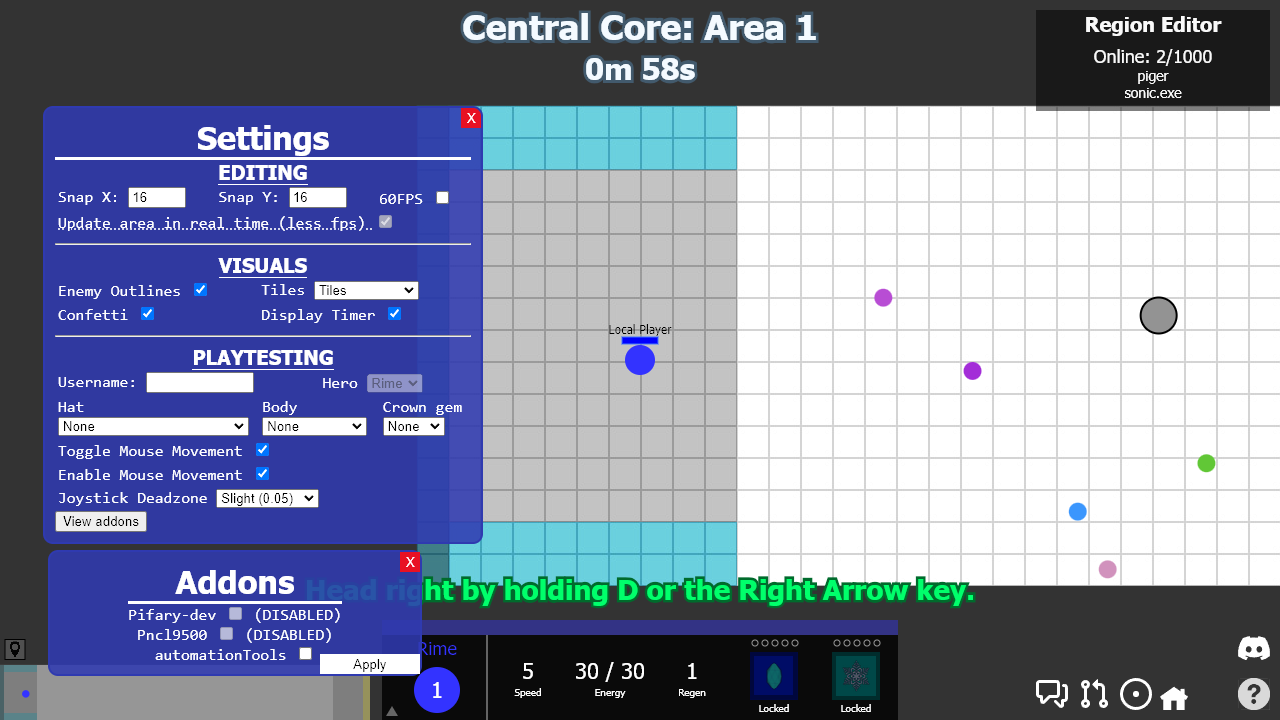 Central Core: Area 1
0m 58s
Region Editor
Online: 2/1000
piger
sonic.exe
X
Settings
EDITING
Snap X: 16 Snap Y: 16 60FPS
Update area in real time (less fps)
VISUALS
Enemy Outlines Tiles Tiles
Confetti Display Timer
PLAYTESTING
Username: Hero Rime
Hat Body Crown gem
None None None
Toggle Mouse Movement
Enable Mouse Movement
Joystick Deadzone Slight (0.05)
View addons
Local Player
X
Addons
Pifary-dev (DISABLED)
Pncl9500 (DISABLED)
automationTools
Apply
Head right by holding D or the Right Arrow key.
Rime
1
5 30 / 30 1
Speed Energy Regen
Locked Locked
?